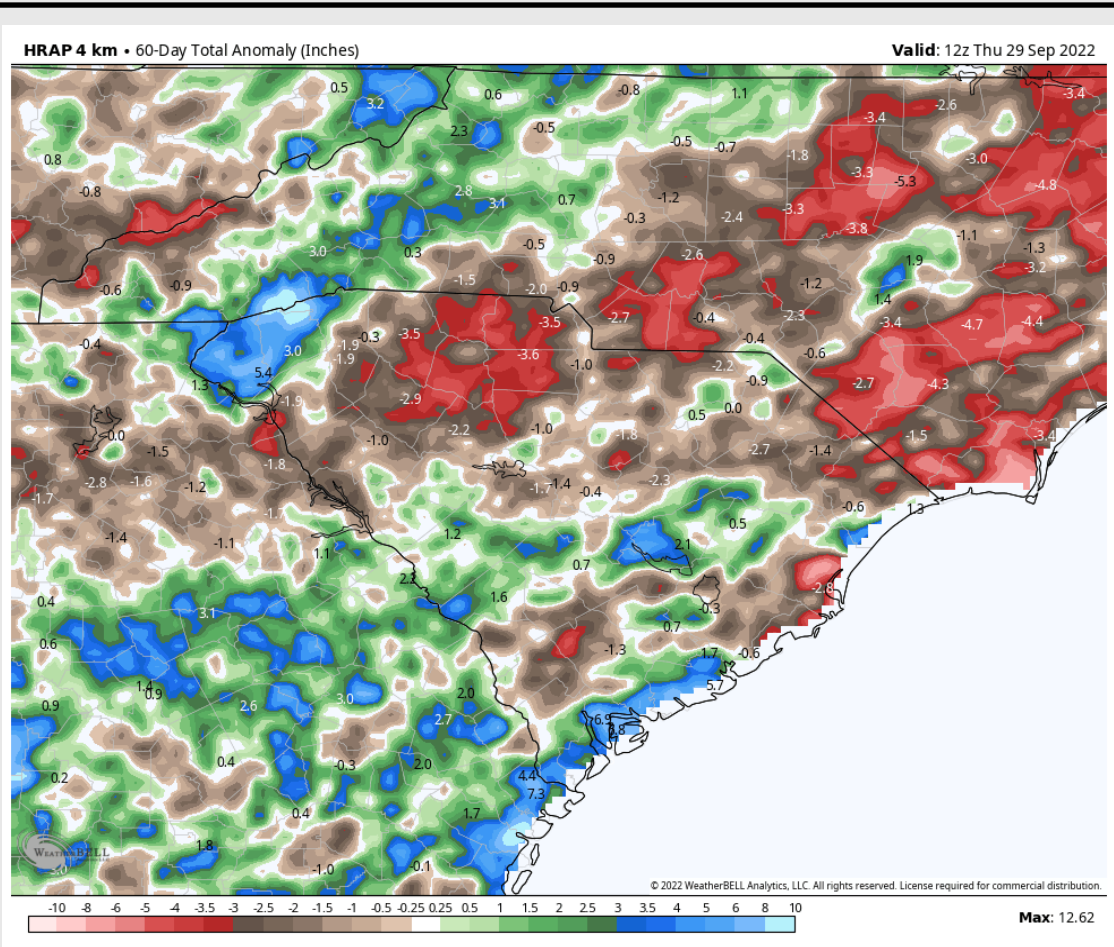 HRAP 4 km • 60-Day Total Anomaly (Inches) Valid: 12z Thu 29 Sep 2022
0.5 3.2 0.6 -0.8 1.1 -2.6 -3.4
2.3 -0.5 -3.4
0.8 -0.5 -0.7 -1.8 -3.0
-0.8 2.8 3.1 0.7 -1.2 -3.3 -5.3 -4.8
-0.3 -2.4 -3.3 -3.8
3.0 0.3 -0.5 -0.9 -2.6 1.9 -1.1 -1.3
-0.6 -0.9 -1.5 -2.0 -0.9 -1.2 1.4 -3.2
-2.7 -0.4 -2.3 -3.4 -4.7 -4.4
-0.4 3.0 -1.9 -0.3 -3.5 -3.5 -0.4
-1.9 -3.6 -1.0 -2.2 -0.6
1.3 5.4 -0.9 -2.7 -4.3
-1.9 -2.9 0.5 0.0
-0.0 -1.0 -2.2 -1.0 -1.8 -1.5 -3.4
-1.5 -1.8 -2.7 -1.4
-1.7 -2.8 -1.6 -1.2 -1.7 -1.4 -0.4 -2.3
-1.7 0.5 -0.6 1.3
-1.4 -1.1 1.1 1.2 2.1
2.2 0.7 -2.8
0.4 3.1 1.6 -0.3
0.6 0.7
-1.3 1.7 -0.6
1.4 0.9 3.0 2.0 5.7
0.9 2.6 2.7 6.9
0.4 -0.3 2.0
0.2 4.4
7.3
0.4 1.7
1.8
-1.0 -0.1
WEATHERBELL
© 2022 WeatherBELL Analytics, LLC. All rights reserved. License required for commercial distribution.
-10 -8 -6 -5 -4 -3.5 -3 -2.5 -2 -1.5 -1 -0.5 -0.25 0.25 0.5 1 1.5 2 2.5 3 3.5 4 5 6 8 10
Max: 12.62